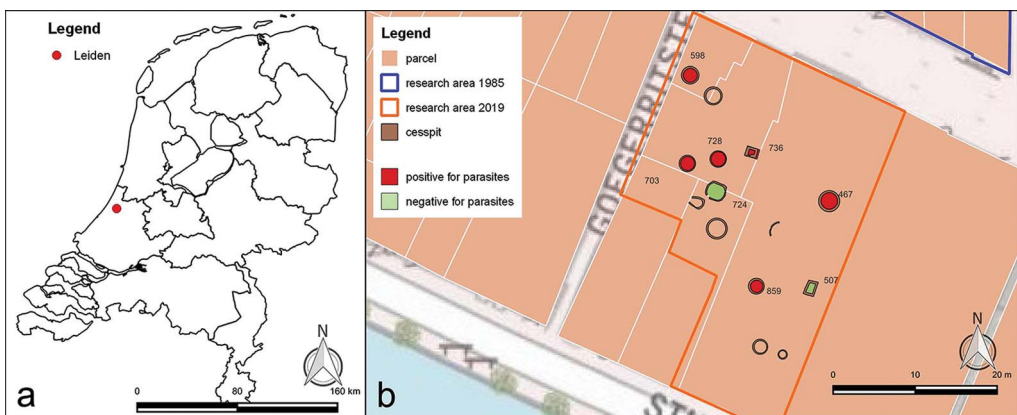 a
Legend
Leiden
N
0
80
160 km
b
Legend
parcel
research area 1985
research area 2019
cesspit
positive for parasites
negative for parasites
GOEGERRITSTE
598
728
736
703
724
467
859
507
N
0
10
20 m